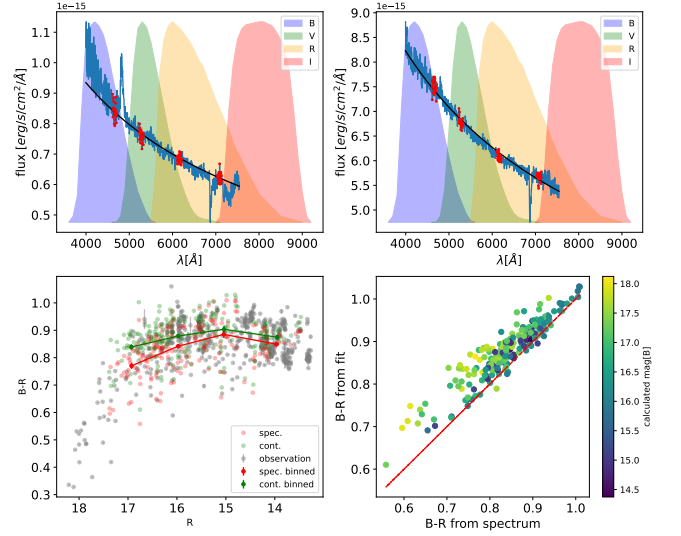 1e−15
B
V
R
I
1.1
1.0
0.9
0.8
0.7
0.6
0.5
flux [erg/s/cm²/Å]
4000 5000 6000 7000 8000 9000
λ[Å]
1e−15
B
V
R
I
9.0
8.5
8.0
7.5
7.0
6.5
6.0
5.5
5.0
flux [erg/s/cm²/Å]
4000 5000 6000 7000 8000 9000
λ[Å]
1.0
0.9
0.8
0.7
0.6
0.5
0.4
0.3
B-R
spec.
cont.
observation
spec. binned
cont. binned
18 17 16 15 14
R
1.0
0.9
0.8
0.7
0.6
B-R from fit
0.6 0.7 0.8 0.9 1.0
B-R from spectrum
18.0
17.5
17.0
16.5
16.0
15.5
15.0
14.5
calculated mag[B]